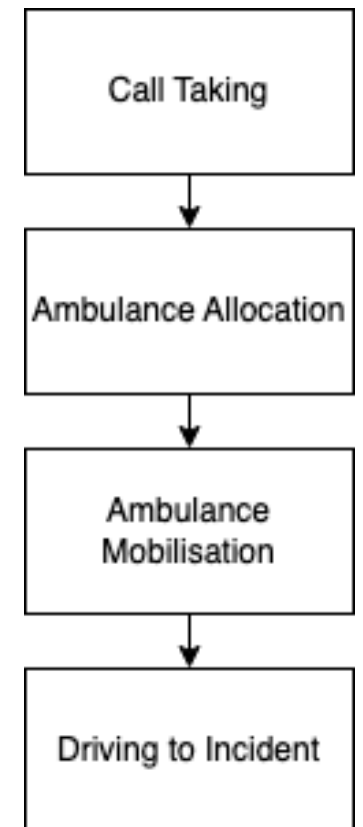 Call Taking
Ambulance Allocation
Ambulance
Mobilisation
Driving to Incident